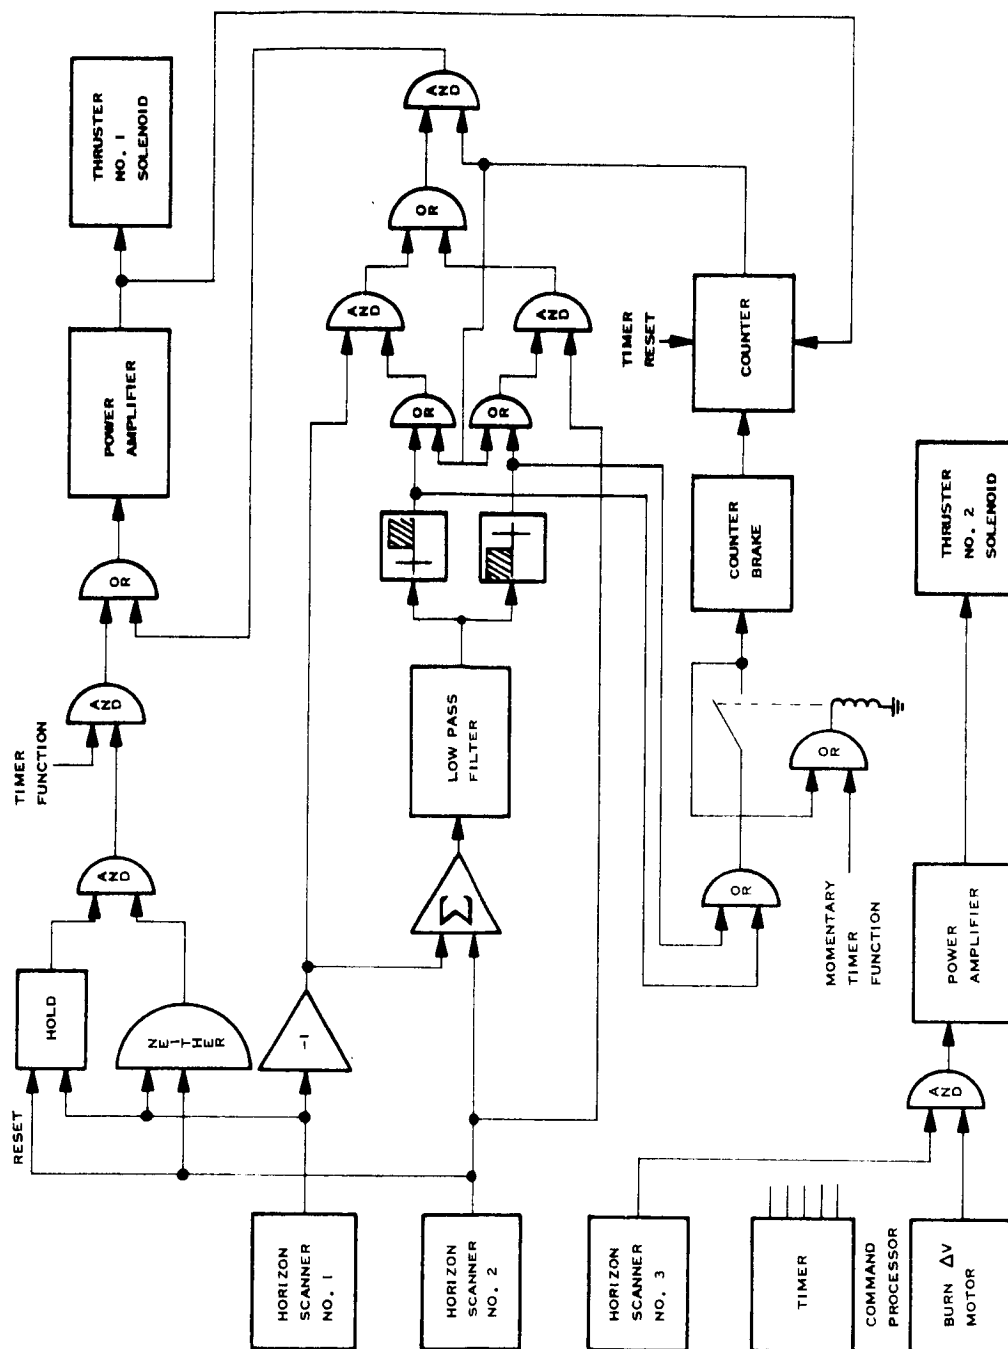 THRUSTER
NO. 1
SOLENOID
AND
POWER
AMPLIFIER
OR
AND
AND
TIMER
RESET
COUNTER
OR
OR
OR
TIMER
FUNCTION
AND
LOW PASS
FILTER
COUNTER
BRAKE
THRUSTER
NO. 2
SOLENOID
OR
AND
HOLD
Σ
OR
MOMENTARY
TIMER
FUNCTION
POWER
AMPLIFIER
NEITHER
-1
RESET
AND
HORIZON
SCANNER
NO. 1
HORIZON
SCANNER
NO. 2
HORIZON
SCANNER
NO. 3
TIMER
COMMAND
PROCESSOR
BURN ΔV
MOTOR